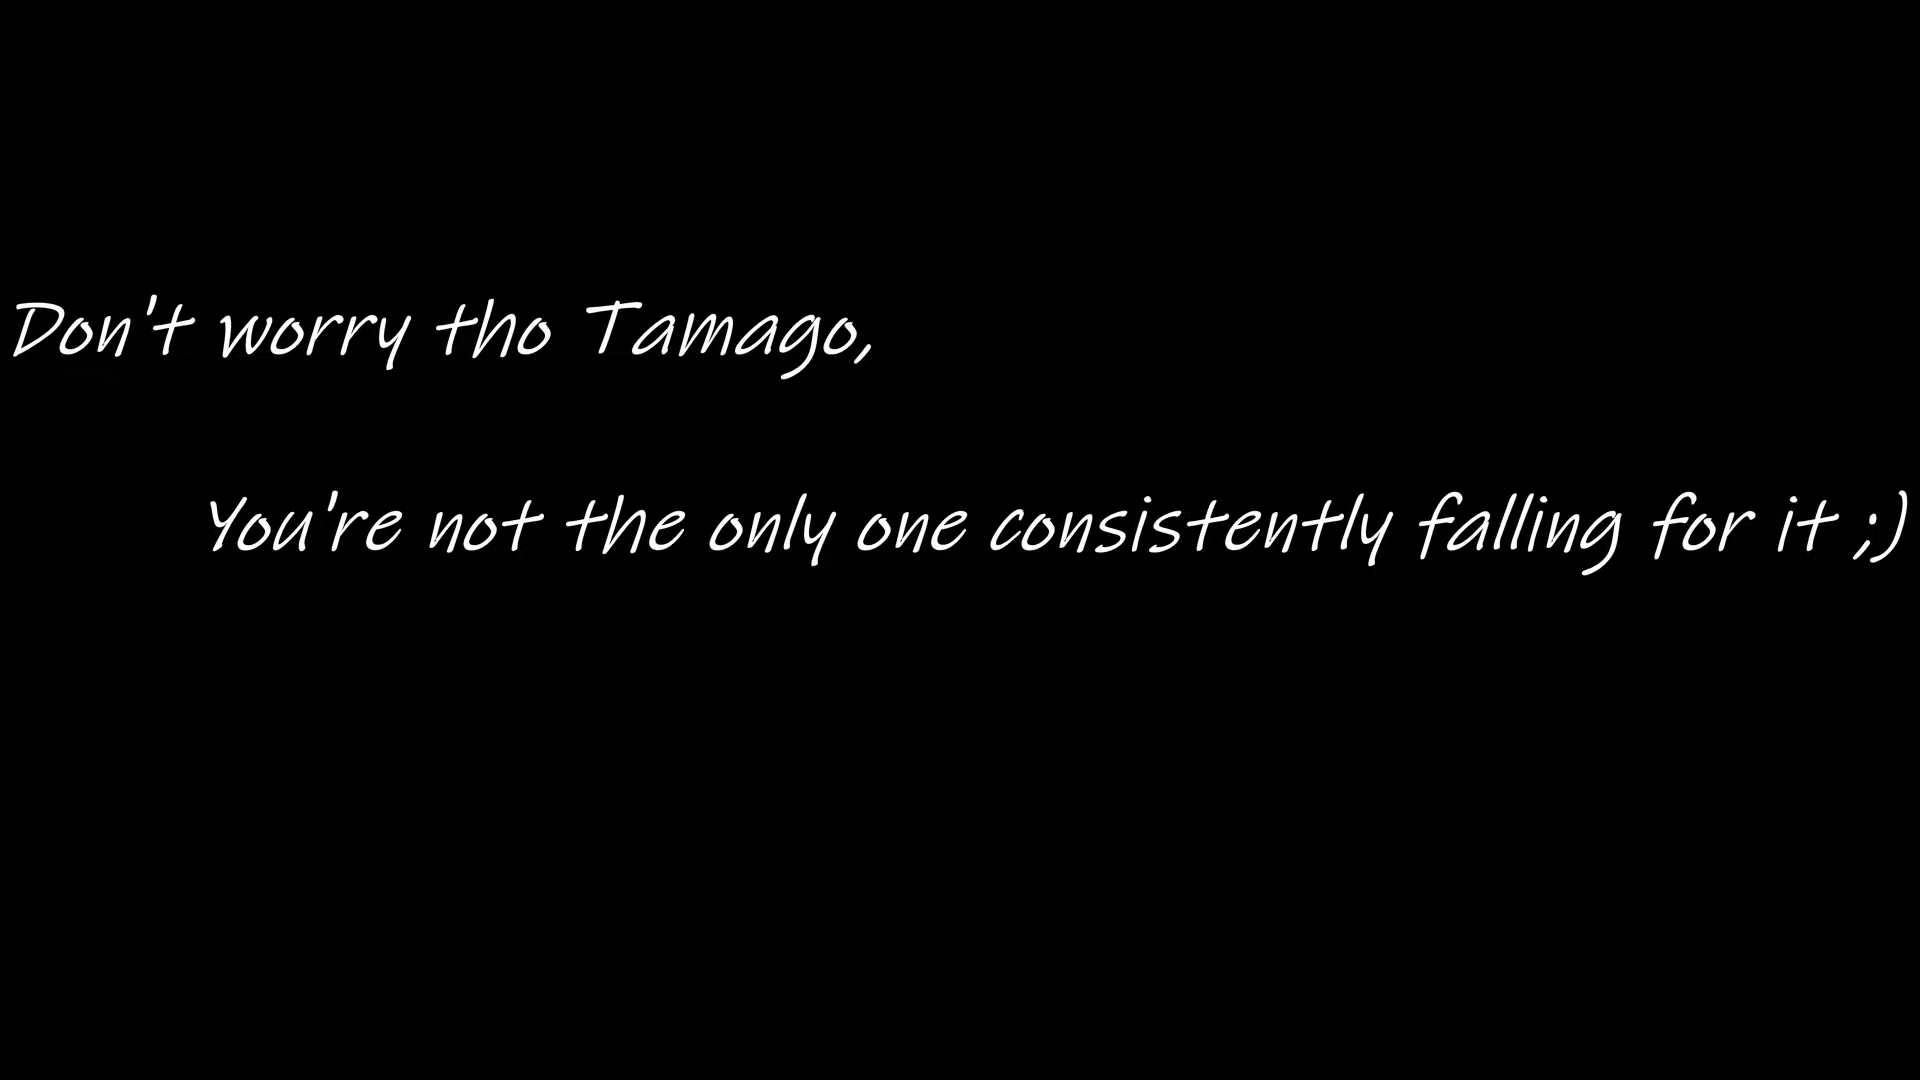 Don't worry tho Tamago,
You're not the only one consistently falling for it ;)